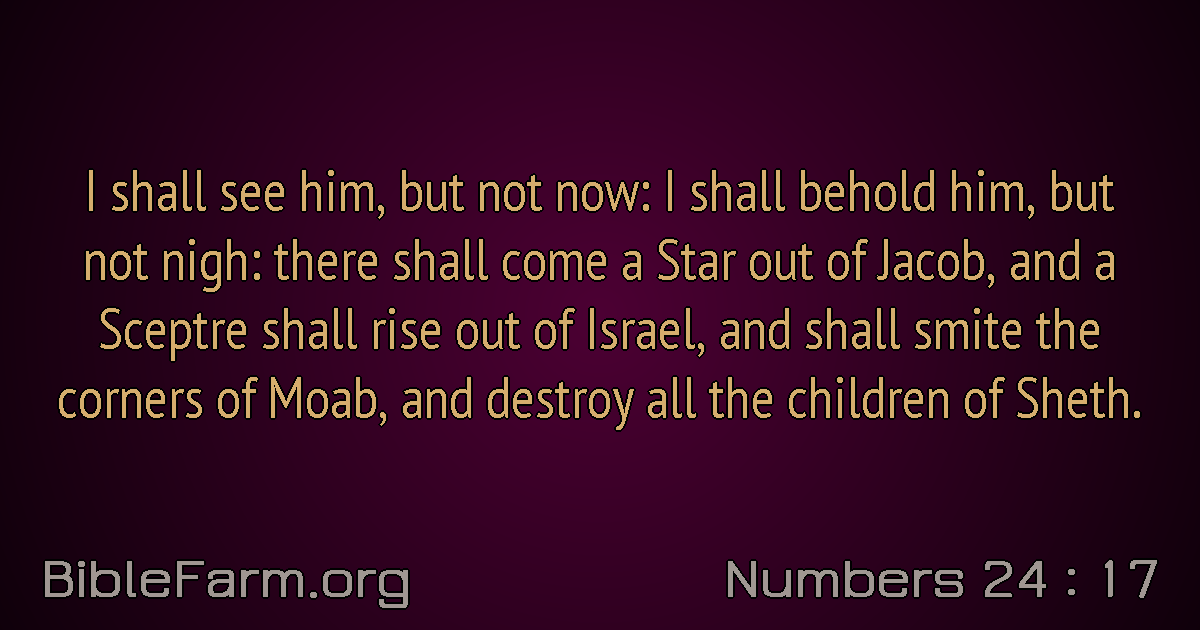 I shall see him, but not now: I shall behold him, but
not nigh: there shall come a Star out of Jacob, and a
Sceptre shall rise out of Israel, and shall smite the
corners of Moab, and destroy all the children of Sheth.
BibleFarm.org
Numbers 24 : 17